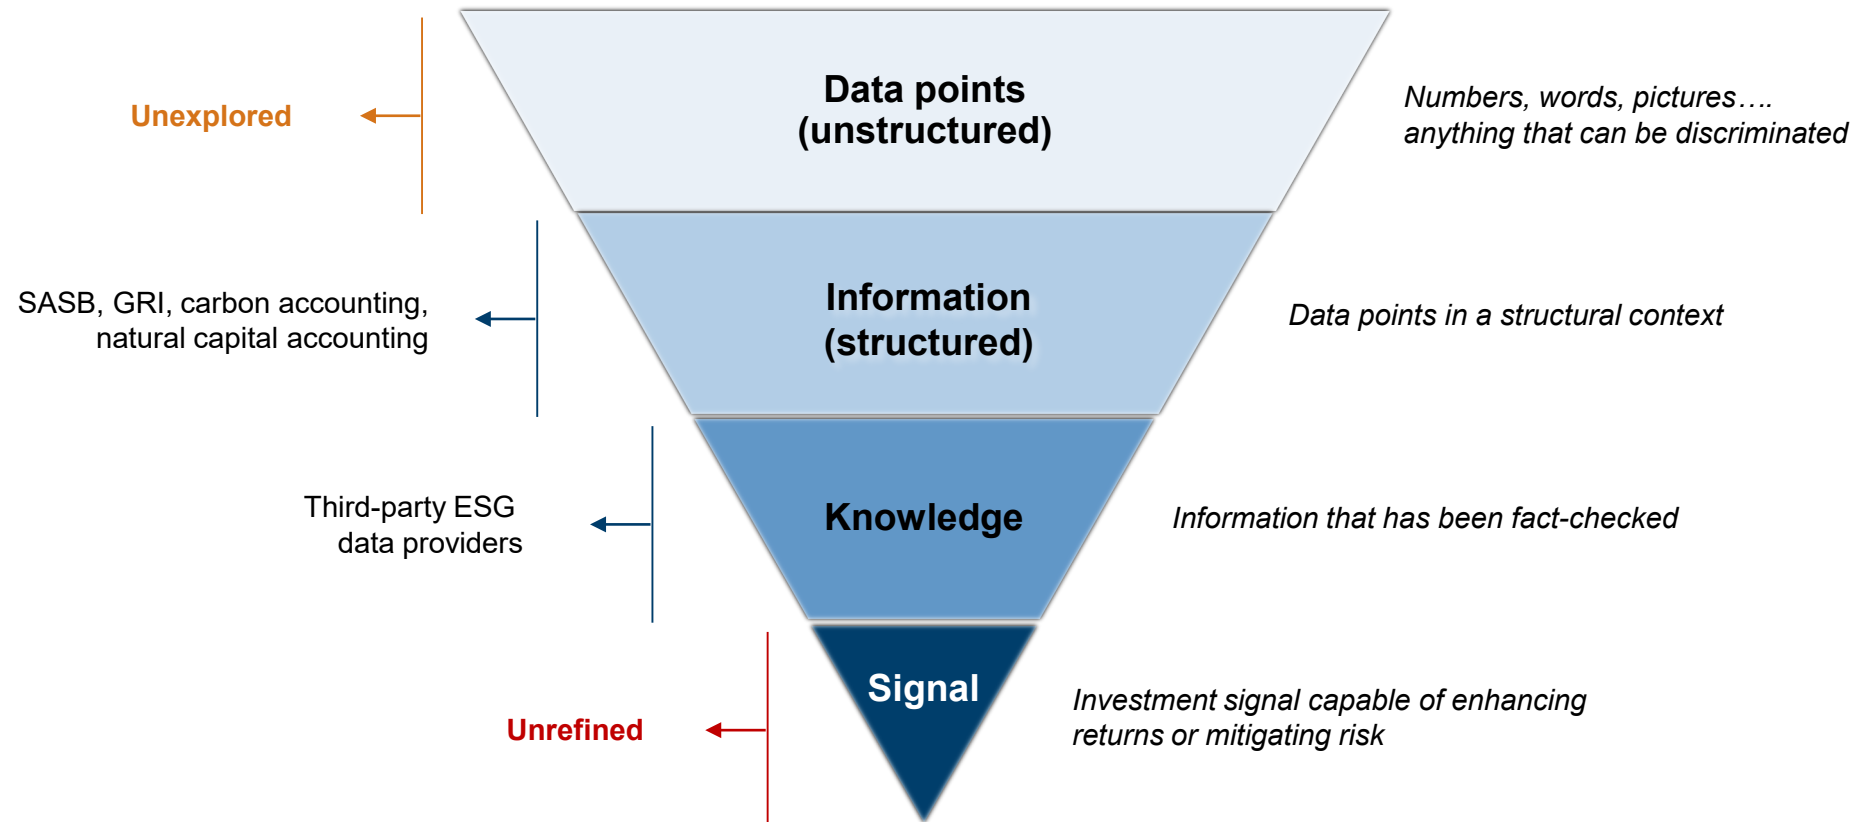 Unexplored
Data points
(unstructured)
Numbers, words, pictures….
anything that can be discriminated
SASB, GRI, carbon accounting,
natural capital accounting
Information
(structured)
Data points in a structural context
Third-party ESG
data providers
Knowledge
Information that has been fact-checked
Unrefined
Signal
Investment signal capable of enhancing
returns or mitigating risk